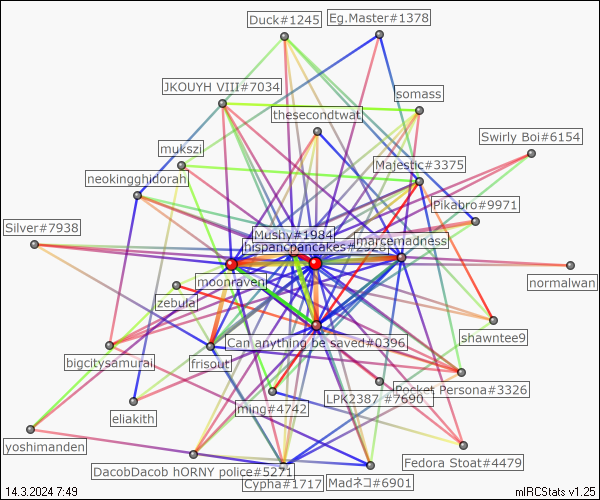 Duck#1245
Eg.Master#1378
JKOUYH VIII#7034
somass
thesecondtwat
Swirly Boi#6154
mukszi
Majestic#3375
neokingghidorah
Pikabro#9971
Silver#7938
Mushy#1984
marcemadness
hispanicpancakes#2520
moonraven
normalwan
zebula
Can anything be saved#0396
shawntee9
bigcitysamurai
frisout
Pocket Persona#3326
LPK2387 #7690
eliakith
ming#4742
yoshimanden
Fedora Stoat#4479
DacobDacob hORNY police#5271
Cypha#1717
Madネコ#6901
14.3.2024 7:49
mIRCStats v1.25